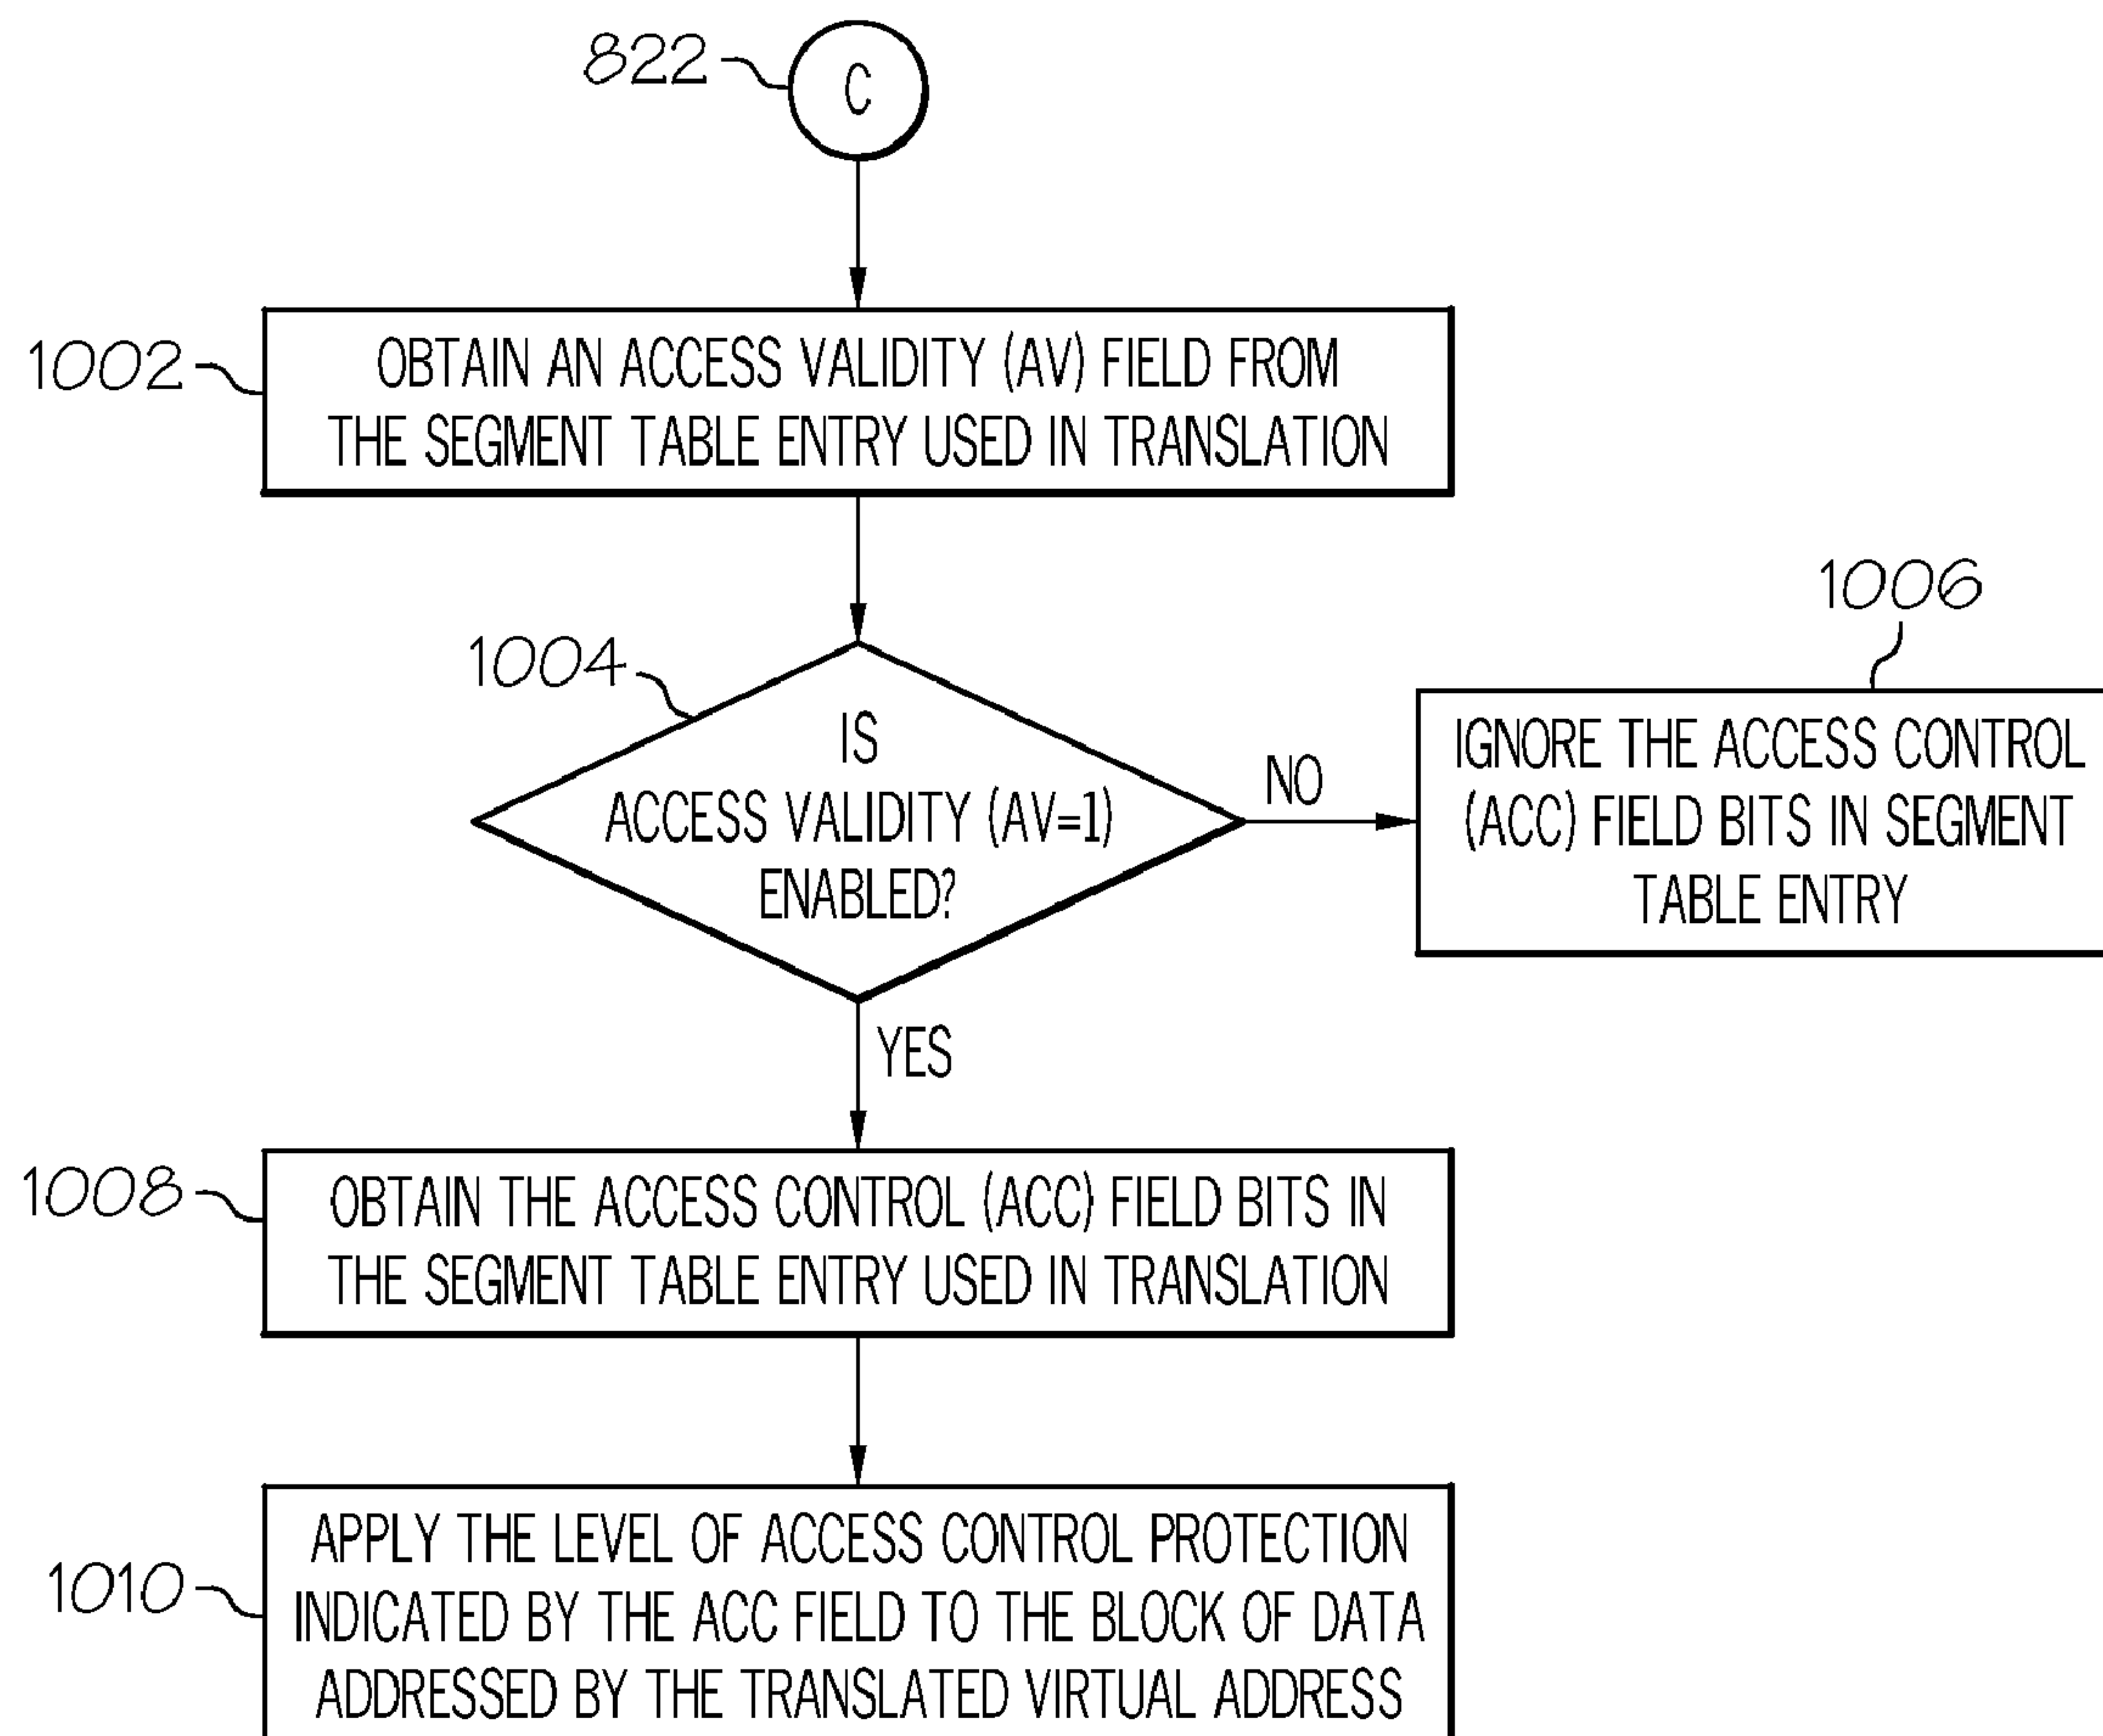 822
C
1002
OBTAIN AN ACCESS VALIDITY (AV) FIELD FROM
THE SEGMENT TABLE ENTRY USED IN TRANSLATION
1004
IS
ACCESS VALIDITY (AV=1)
ENABLED?
NO
1006
IGNORE THE ACCESS CONTROL
(ACC) FIELD BITS IN SEGMENT
TABLE ENTRY
YES
1008
OBTAIN THE ACCESS CONTROL (ACC) FIELD BITS IN
THE SEGMENT TABLE ENTRY USED IN TRANSLATION
1010
APPLY THE LEVEL OF ACCESS CONTROL PROTECTION
INDICATED BY THE ACC FIELD TO THE BLOCK OF DATA
ADDRESSED BY THE TRANSLATED VIRTUAL ADDRESS